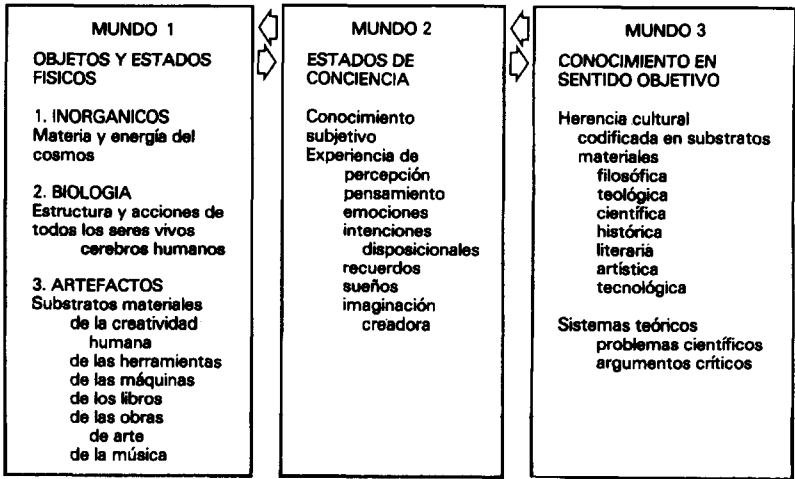 MUNDO 1
OBJETOS Y ESTADOS
FISICOS
1. INORGANICOS
Materia y energía del
cosmos
2. BIOLOGIA
Estructura y acciones de
todos los seres vivos
cerebros humanos
3. ARTEFACTOS
Substratos materiales
de la creatividad
humana
de las herramientas
de las máquinas
de los libros
de las obras
de arte
de la música
MUNDO 2
ESTADOS DE
CONCIENCIA
Conocimiento
subjetivo
Experiencia de
percepción
pensamiento
emociones
intenciones
disposicionales
recuerdos
sueños
imaginación
creadora
MUNDO 3
CONOCIMIENTO EN
SENTIDO OBJETIVO
Herencia cultural
codificada en substratos
materiales
filosófica
teológica
científica
histórica
literaria
artística
tecnológica
Sistemas teóricos
problemas científicos
argumentos críticos